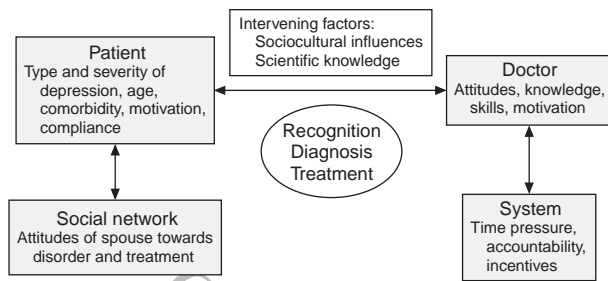 Intervening factors:
Sociocultural influences
Scientific knowledge
Patient
Type and severity of
depression, age,
comorbidity, motivation,
compliance
Doctor
Attitudes, knowledge,
skills, motivation
Recognition
Diagnosis
Treatment
Social network
Attitudes of spouse towards
disorder and treatment
System
Time pressure,
accountability,
incentives